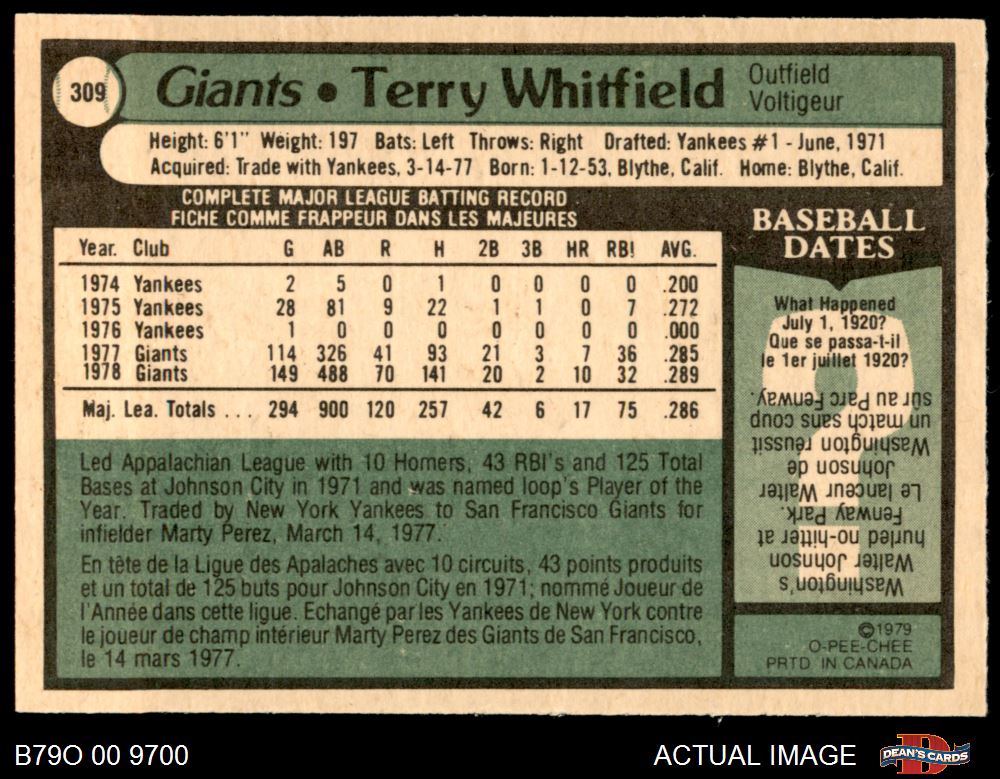 309
Giants • Terry Whitfield
Outfield
Voltigeur
Height: 6'1" Weight: 197 Bats: Left Throws: Right Drafted: Yankees #1 - June, 1971
Acquired: Trade with Yankees, 3-14-77 Born: 1-12-53, Blythe, Calif. Home: Blythe, Calif.
COMPLETE MAJOR LEAGUE BATTING RECORD
FICHE COMME FRAPPEUR DANS LES MAJEURES
Year. Club G AB R H 2B 3B HR RBI AVG.
1974 Yankees 2 5 0 1 0 0 0 0 .200
1975 Yankees 28 81 9 22 1 1 0 7 .272
1976 Yankees 1 0 0 0 0 0 0 0 .000
1977 Giants 114 326 41 93 21 3 7 36 .285
1978 Giants 149 488 70 141 20 2 10 32 .289
Maj. Lea. Totals . . . 294 900 120 257 42 6 17 75 .286
Led Appalachian League with 10 Homers, 43 RBI's and 125 Total
Bases at Johnson City in 1971 and was named loop's Player of the
Year. Traded by New York Yankees to San Francisco Giants for
infielder Marty Perez, March 14, 1977.
En tête de la Ligue des Apalaches avec 10 circuits, 43 points produits
et un total de 125 buts pour Johnson City en 1971; nommé Joueur de
l'Année dans cette ligue. Echangé par les Yankees de New York contre
le joueur de champ intérieur Marty Perez des Giants de San Francisco,
le 14 mars 1977.
BASEBALL
DATES
What Happened
July 1, 1920?
Que se passa-t-il
le 1er juillet 1920?
Washington's
Walter Johnson
hurled no-hitter at
Fenway Park.
Le lanceur Walter
Johnson de
Washington réussit
un match sans coup
sûr au Parc Fenway.
©1979
O-PEE-CHEE
PRTD IN CANADA
B79O 00 9700
ACTUAL IMAGE
DEAN'S CARDS